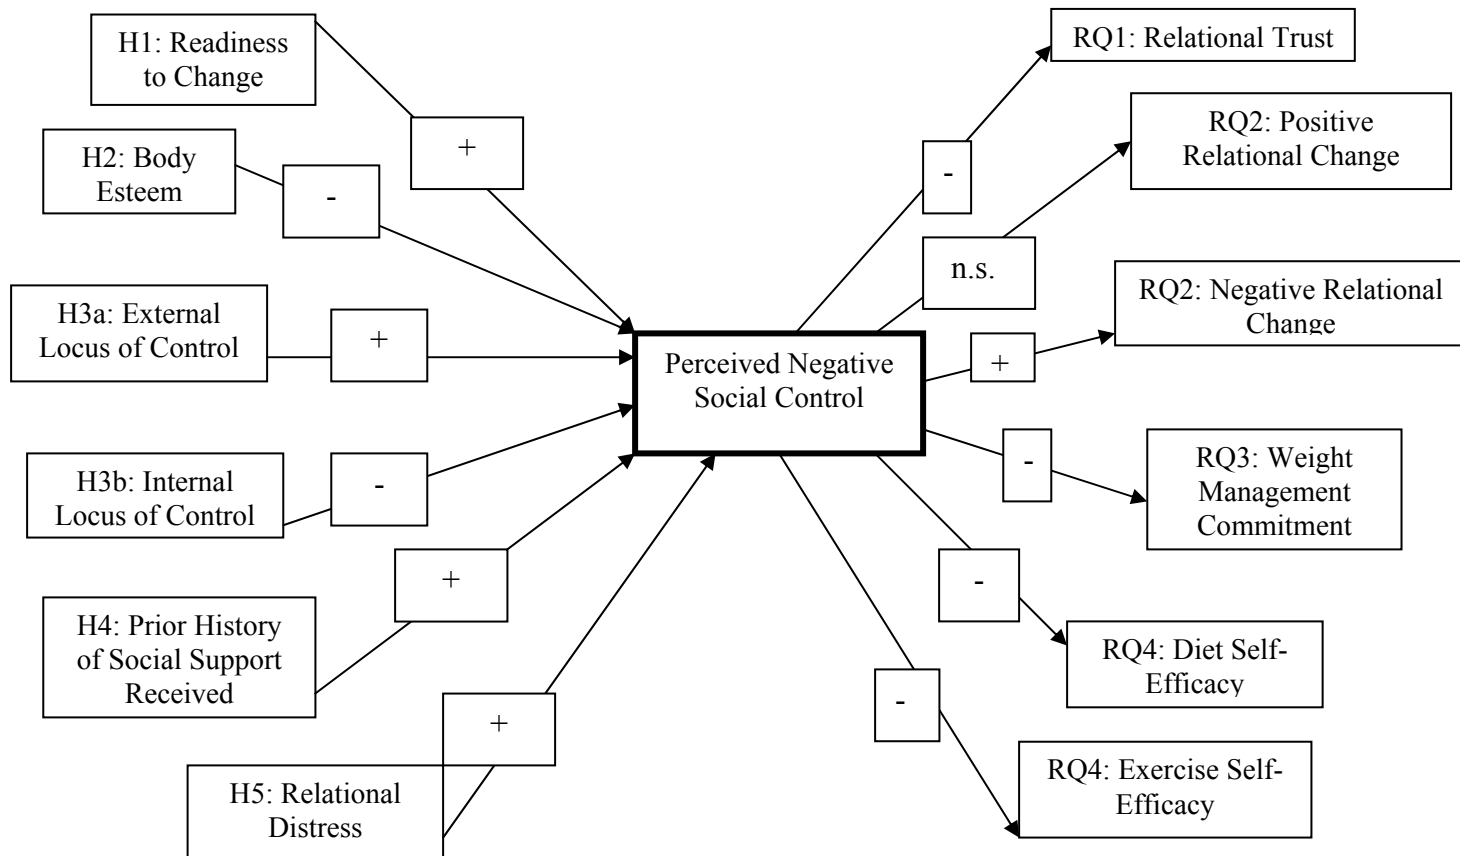 H1: Readiness
to Change
+
H2: Body
Esteem
-
H3a: External
Locus of Control
+
H3b: Internal
Locus of Control
-
H4: Prior History
of Social Support
Received
+
H5: Relational
Distress
+
Perceived Negative
Social Control
-
RQ1: Relational Trust
n.s.
RQ2: Positive
Relational Change
+
RQ2: Negative Relational
Change
-
RQ3: Weight
Management
Commitment
-
RQ4: Diet Self-
Efficacy
-
RQ4: Exercise Self-
Efficacy